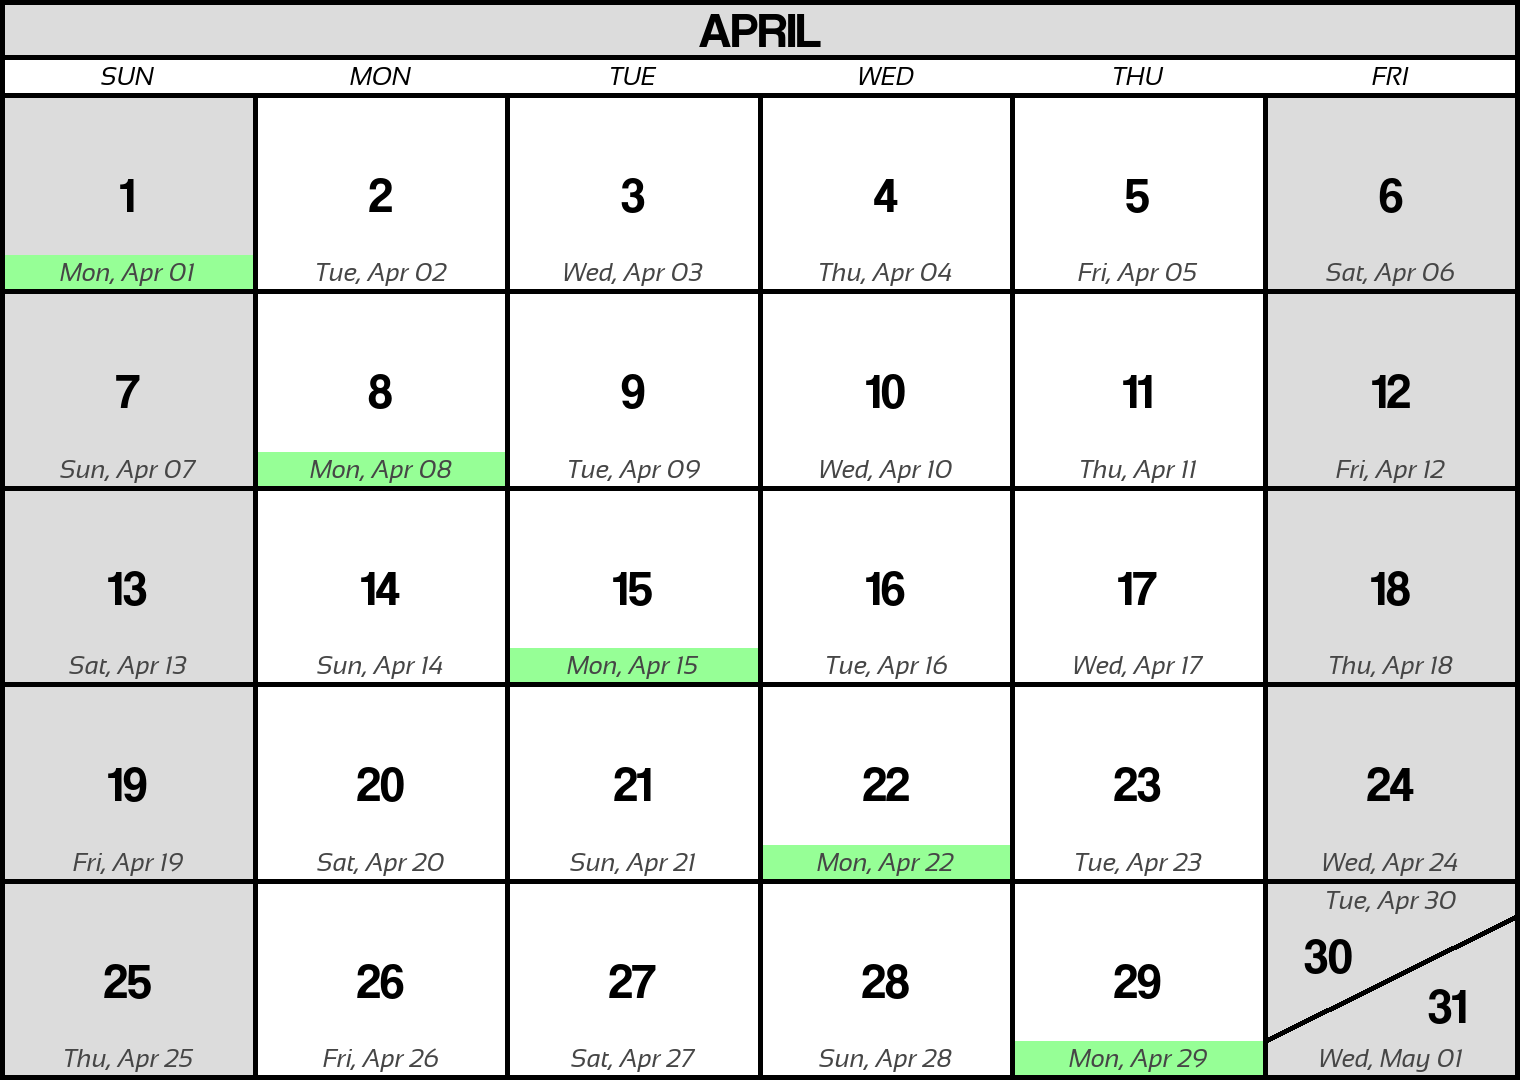 APRIL
SUN MON TUE WED THU FRI
1 2 3 4 5 6
Mon, Apr 01 Tue, Apr 02 Wed, Apr 03 Thu, Apr 04 Fri, Apr 05 Sat, Apr 06
7 8 9 10 11 12
Sun, Apr 07 Mon, Apr 08 Tue, Apr 09 Wed, Apr 10 Thu, Apr 11 Fri, Apr 12
13 14 15 16 17 18
Sat, Apr 13 Sun, Apr 14 Mon, Apr 15 Tue, Apr 16 Wed, Apr 17 Thu, Apr 18
19 20 21 22 23 24
Fri, Apr 19 Sat, Apr 20 Sun, Apr 21 Mon, Apr 22 Tue, Apr 23 Wed, Apr 24
Tue, Apr 30
30
25 26 27 28 29
31
Thu, Apr 25 Fri, Apr 26 Sat, Apr 27 Sun, Apr 28 Mon, Apr 29 Wed, May 01